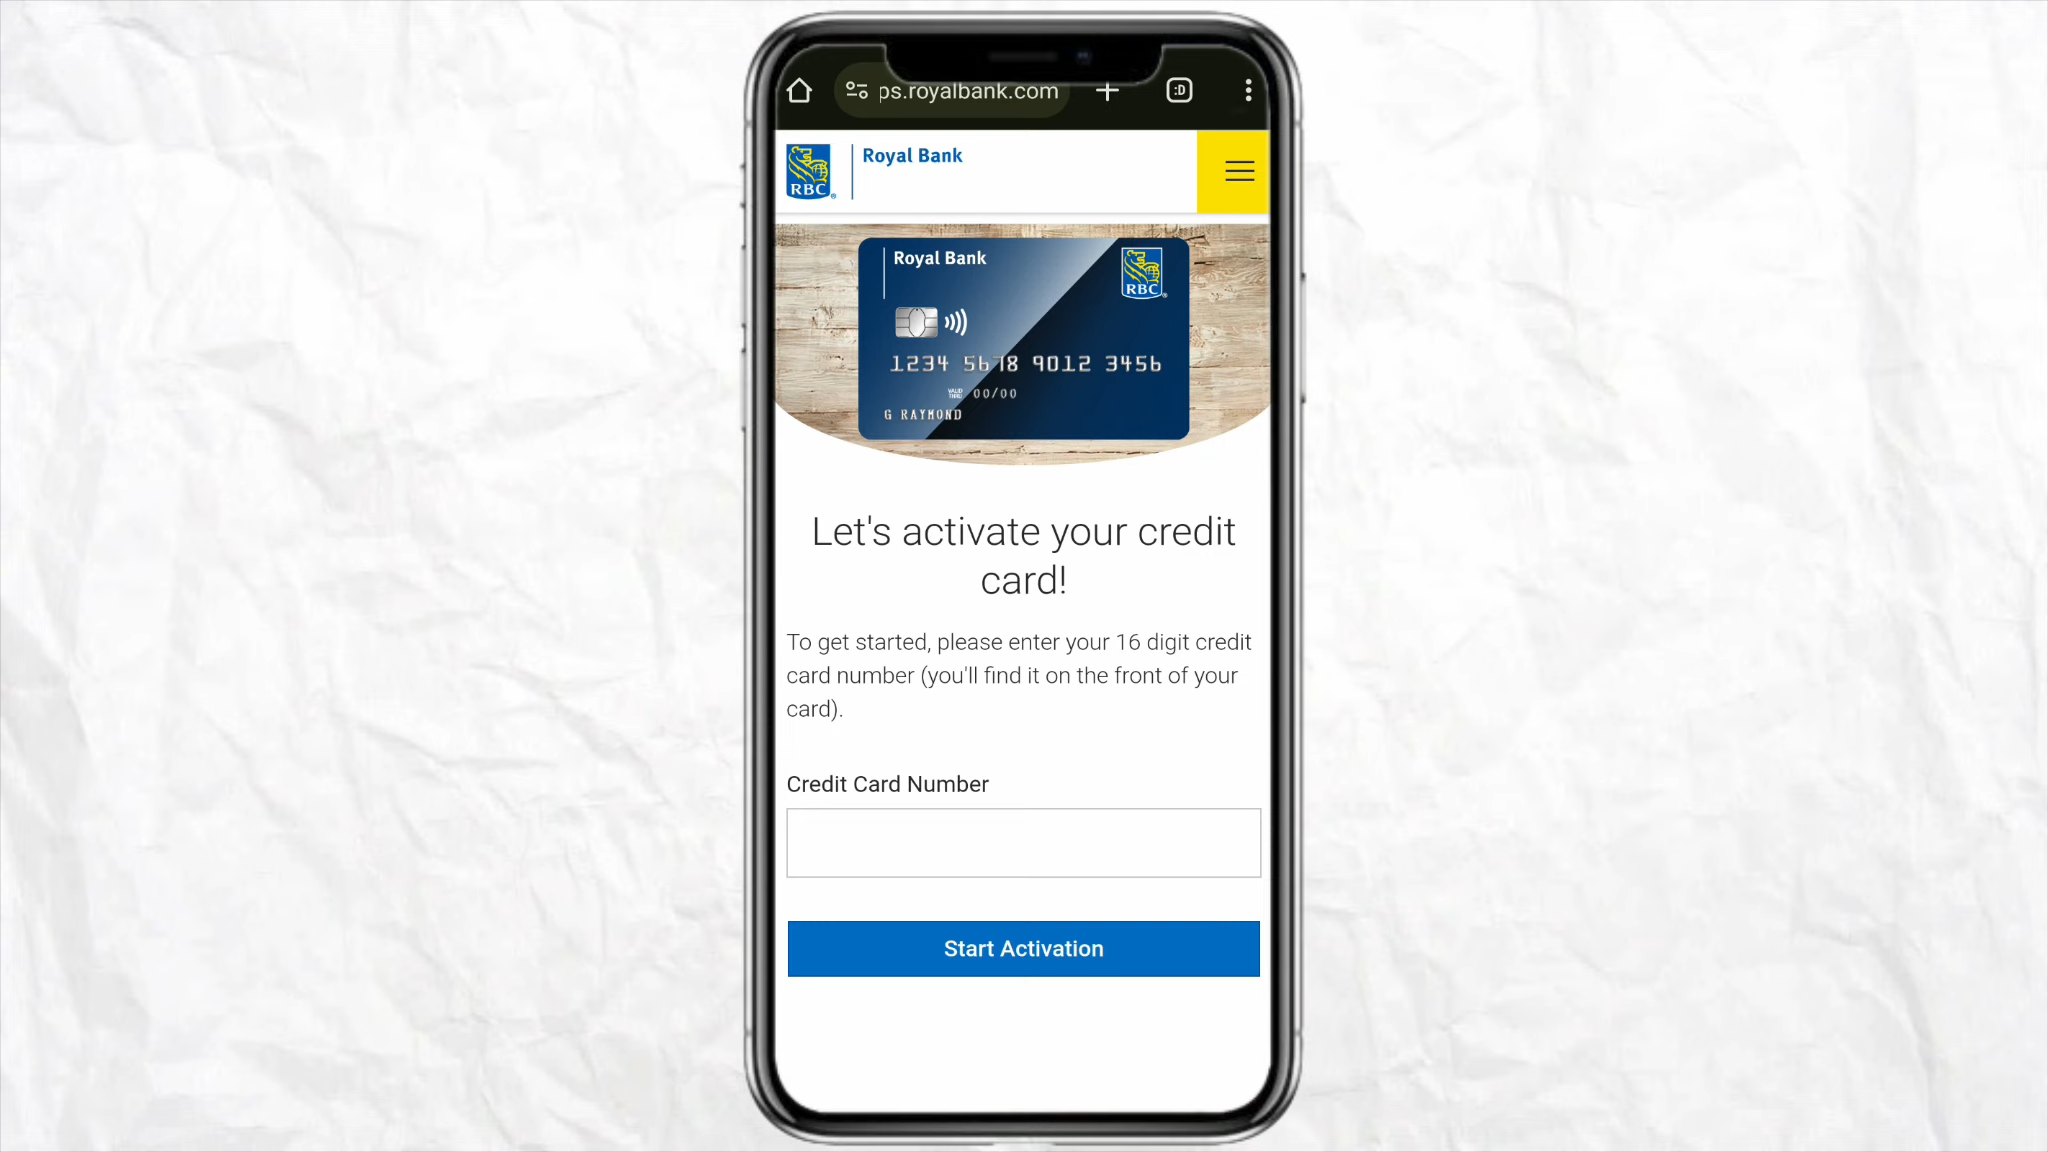 ps.royalbank.com
:D
RBC
Royal Bank
Royal Bank
RBC
1234 5678 9012 3456
VALID THRU 00/00
G RAYMOND
Let's activate your credit
card!
To get started, please enter your 16 digit credit
card number (you'll find it on the front of your
card).
Credit Card Number
Start Activation